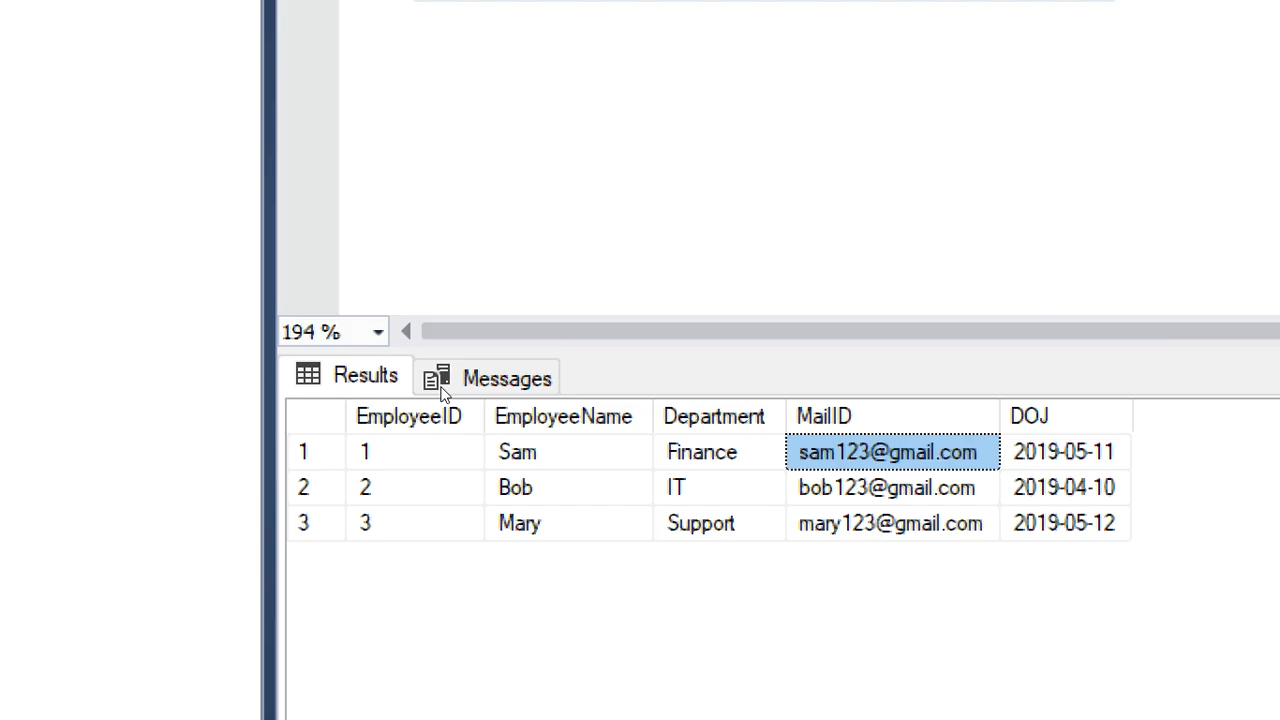 194 %
Results Messages
EmployeeID EmployeeName Department MailID DOJ
1 1 Sam Finance sam123@gmail.com 2019-05-11
2 2 Bob IT bob123@gmail.com 2019-04-10
3 3 Mary Support mary123@gmail.com 2019-05-12